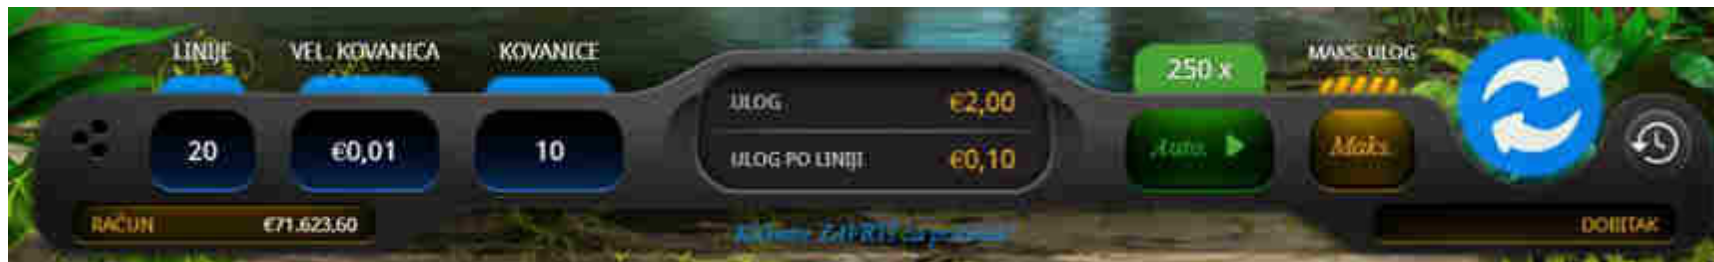 LINIJE
VEL. KOVANICA
KOVANICE
20
€0,01
10
ULOG €2,00
ULOG PO LINIJI €0,10
250 x
Auto.
MAKS. ULOG
Maks.
RAČUN €71.623,60
DOBITAK